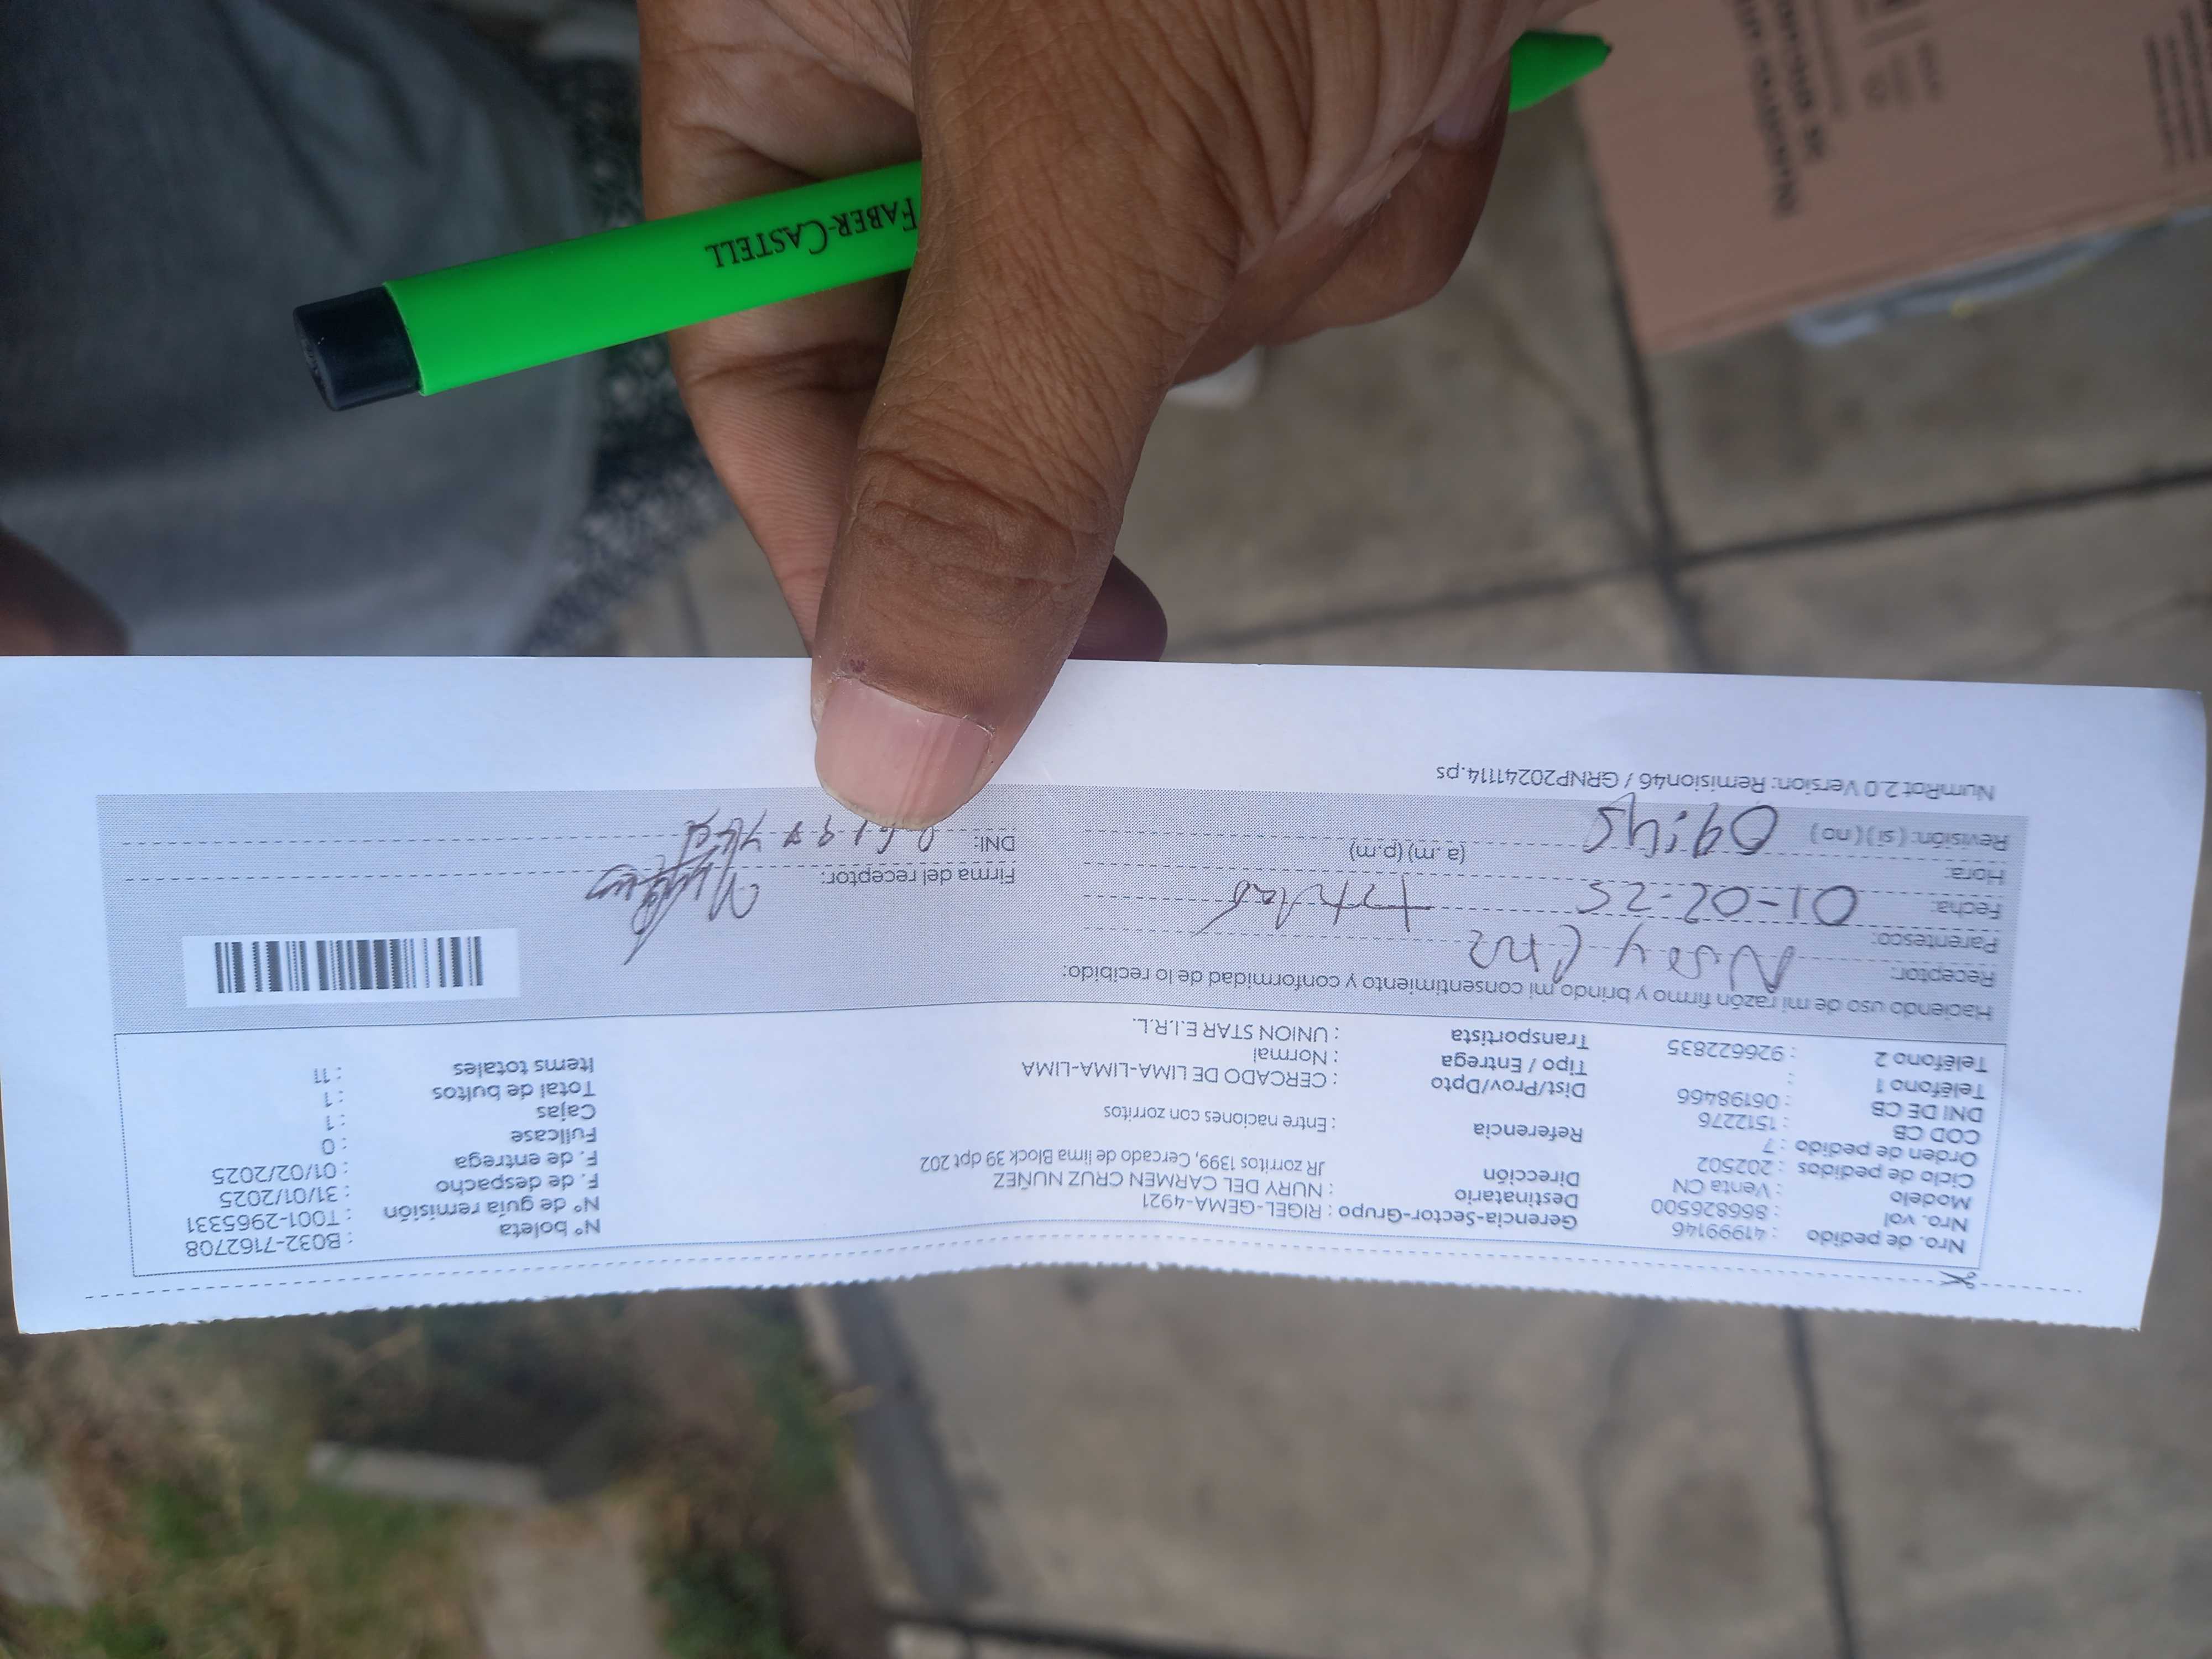 FABER-CASTELL
Nro. de pedido : 41999146
Nro. vol : 866826500
Modelo : Venta CN
Ciclo de pedidos : 202502
Orden de pedido : 7
COD CB : 1512276
DNI DE CB : 06198466
Teléfono 1 :
Teléfono 2 : 926622835
Gerencia-Sector-Grupo : RIGEL-GEMA-4921
Destinatario : NURY DEL CARMEN CRUZ NUÑEZ
Dirección JR zorritos 1399, Cercado de lima Block 39 dpt 202
Referencia : Entre naciones con zorritos
Dist/Prov/Dpto : CERCADO DE LIMA-LIMA-LIMA
Tipo / Entrega : Normal
Transportista : UNION STAR E.I.R.L.
N° boleta : B032-7162708
N° de guía remisión : T001-2965331
F. de despacho : 31/01/2025
F. de entrega : 01/02/2025
Fullcase : 0
Cajas : 1
Total de bultos : 1
Items totales : 11
Haciendo uso de mi razón firmo y brindo mi consentimiento y conformidad de lo recibido:
Receptor:
Parentesco:
Fecha: 01-02-25
Hora: (a.m) (p.m)
Revisión: ( si ) ( no ) 09:45
Firma del receptor:
DNI:
NumRot 2.0 Version: Remision46 / GRNP20241114.ps